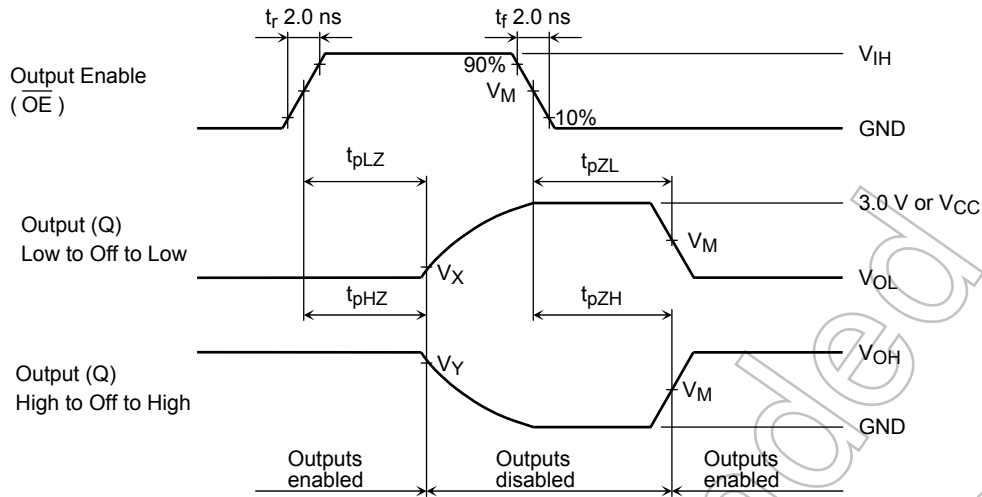 tr 2.0 ns
tf 2.0 ns
Output Enable
( OE )
90%
VM
10%
VIH
GND
tpLZ
tpZL
Output (Q)
Low to Off to Low
3.0 V or VCC
VM
VX
VOL
tpHZ
tpZH
Output (Q)
High to Off to High
VY
VOH
VM
GND
Outputs
enabled
Outputs
disabled
Outputs
enabled
ded